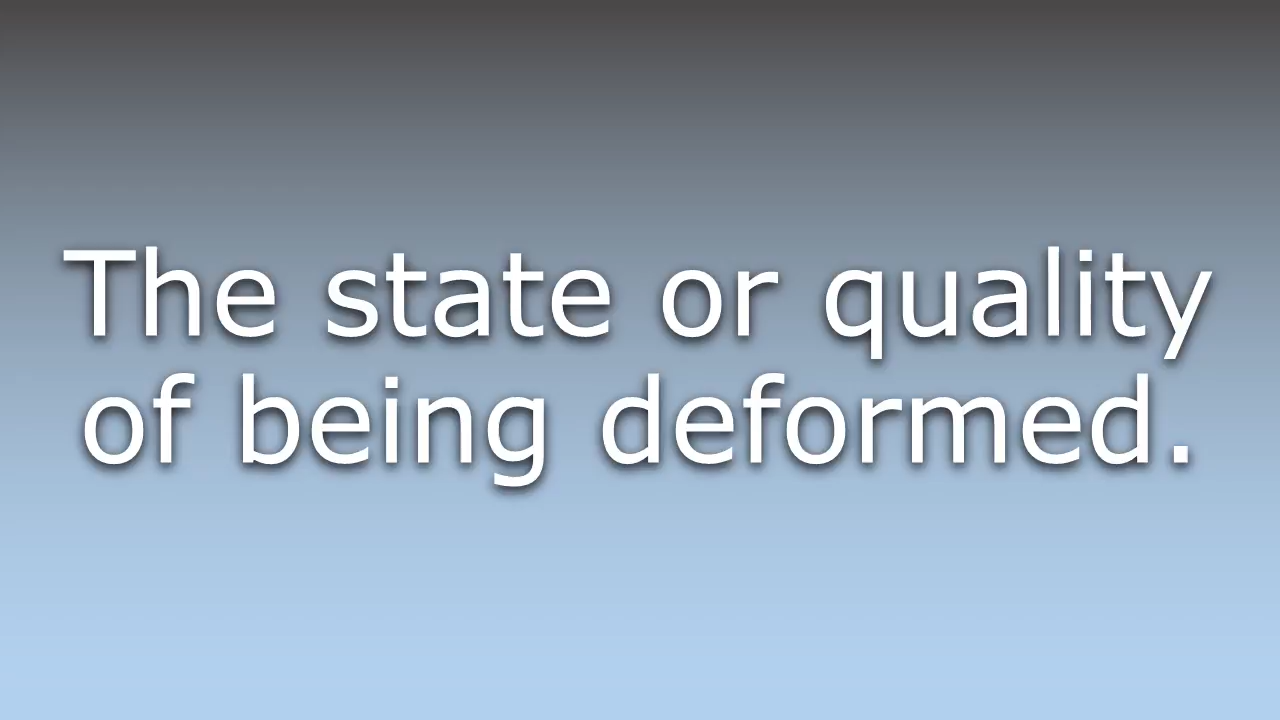 The state or quality
of being deformed.